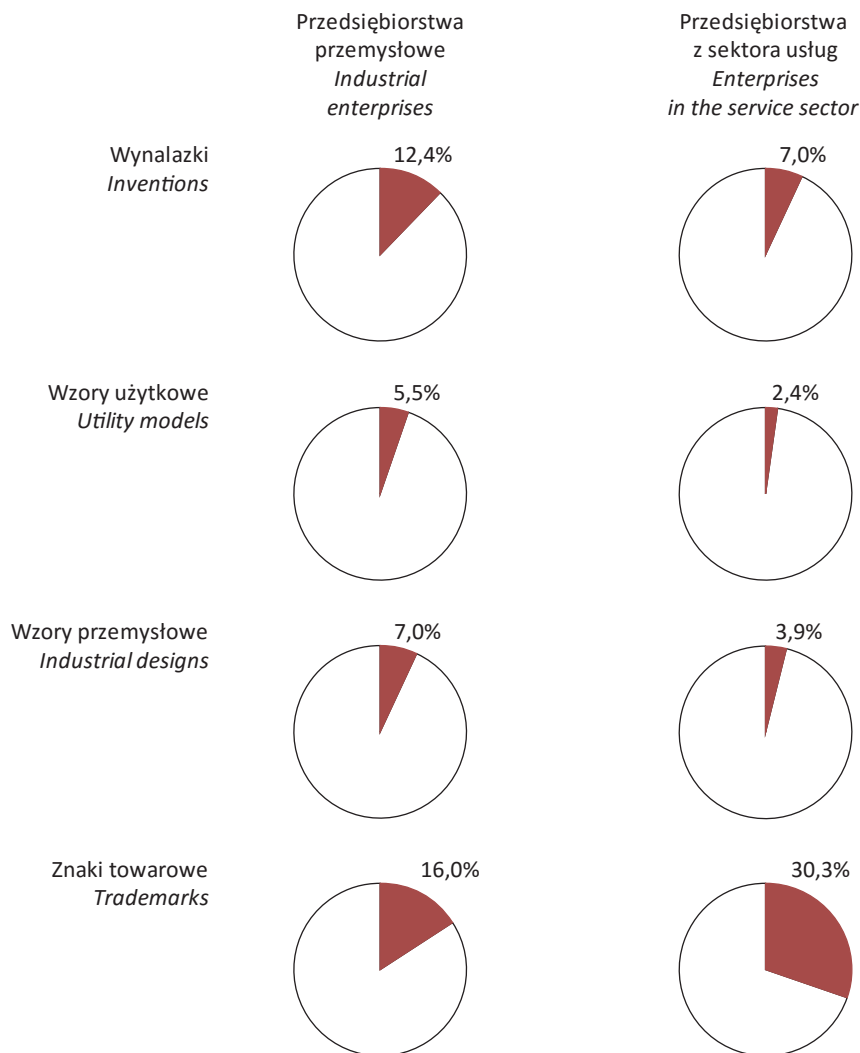 Przedsiębiorstwa
przemysłowe
Industrial
enterprises
Przedsiębiorstwa
z sektora usług
Enterprises
in the service sector
Wynalazki
Inventions
12,4%
7,0%
Wzory użytkowe
Utility models
5,5%
2,4%
Wzory przemysłowe
Industrial designs
7,0%
3,9%
Znaki towarowe
Trademarks
16,0%
30,3%